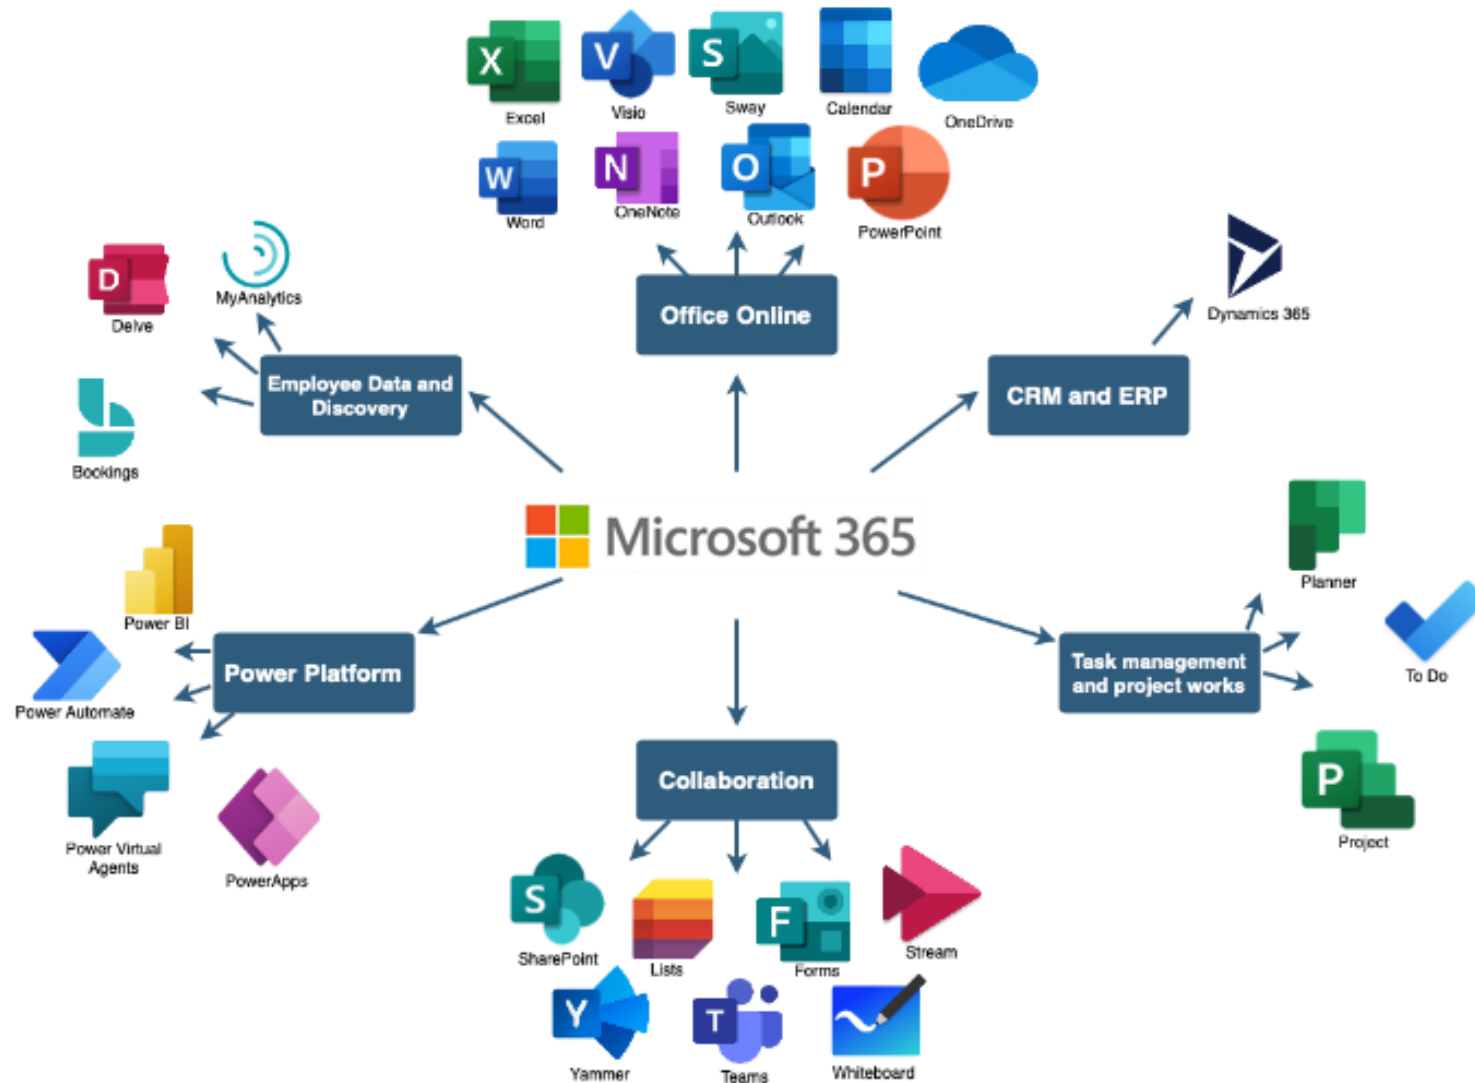 Excel
Visio
Sway
Calendar
OneDrive
Word
OneNote
Outlook
PowerPoint
X
V
S
W
N
O
P
Office Online
Delve
D
MyAnalytics
Bookings
Employee Data and
Discovery
Dynamics 365
CRM and ERP
Microsoft 365
Power BI
Power Automate
Power Virtual
Agents
PowerApps
Power Platform
Planner
To Do
P
Project
Task management
and project works
Collaboration
S
SharePoint
Lists
F
Forms
Stream
Y
Yammer
T
Teams
Whiteboard